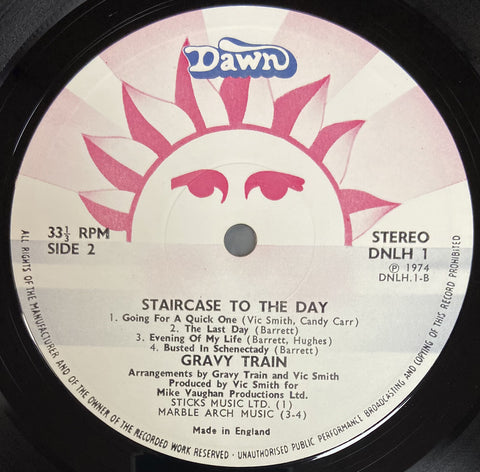 Dawn
33⅓ RPM
SIDE 2
STEREO
DNLH 1
Ⓟ 1974
DNLH.1-B
STAIRCASE TO THE DAY
1. Going For A Quick One (Vic Smith, Candy Carr)
2. The Last Day (Barrett)
3. Evening Of My Life (Barrett, Hughes)
4. Busted In Schenectady (Barrett)
GRAVY TRAIN
Arrangements by Gravy Train and Vic Smith
Produced by Vic Smith for
Mike Vaughan Productions Ltd.
STICKS MUSIC LTD. (1)
MARBLE ARCH MUSIC (3-4)
Made in England
ALL RIGHTS OF THE MANUFACTURER AND OF THE OWNER OF THE RECORDED WORK RESERVED - UNAUTHORISED PUBLIC PERFORMANCE BROADCASTING AND COPYING OF THIS RECORD PROHIBITED